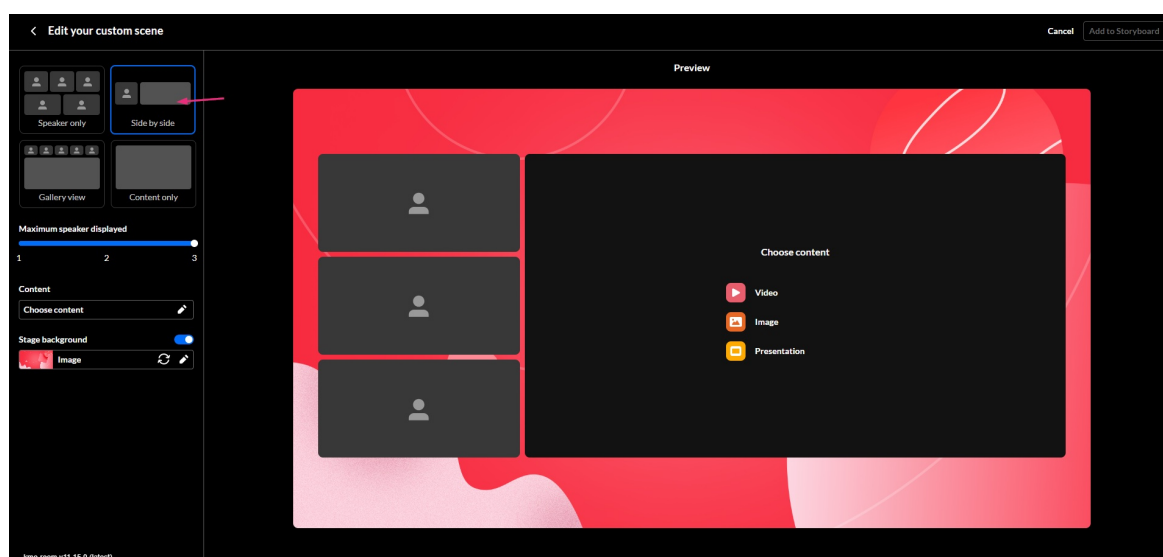 Edit your custom scene
Cancel
Add to Storyboard
Preview
Speaker only
Side by side
Gallery view
Content only
Maximum speaker displayed
1 2 3
Content
Choose content
Stage background
Image
Choose content
Video
Image
Presentation